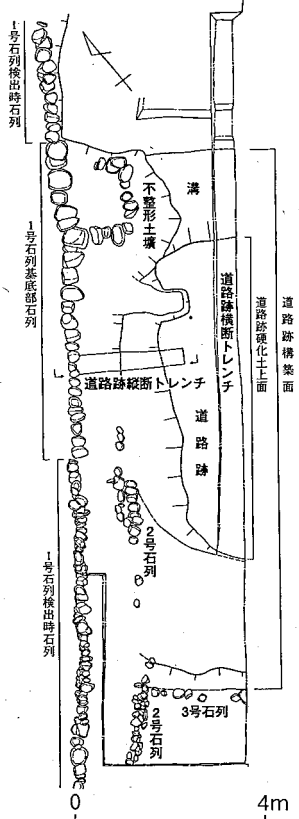 1号石列検出時石列
1号石列基底部石列
1号石列検出時石列
不整形土壙
溝
道路跡横断トレンチ
道路跡硬化土上面
道路跡構築面
道路跡縦断トレンチ
道路跡
2号石列
2号石列
3号石列
0 4m